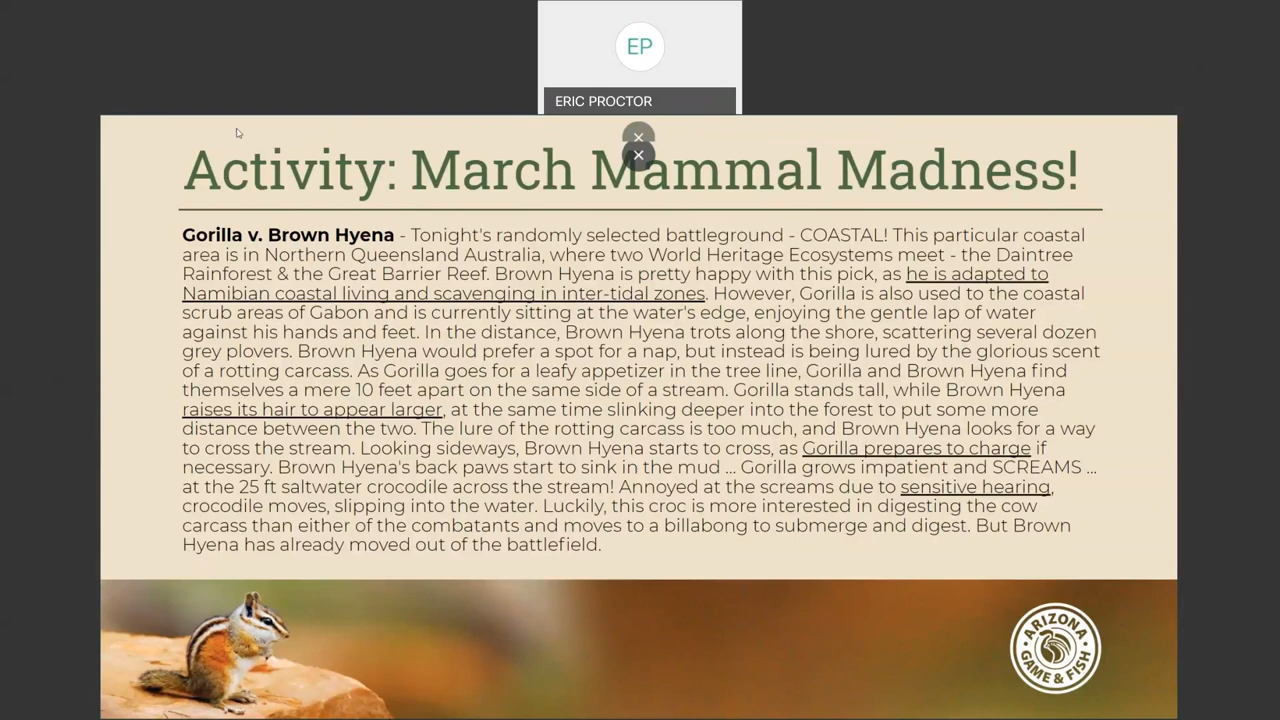 EP
ERIC PROCTOR
Activity: March Mammal Madness!
Gorilla v. Brown Hyena - Tonight's randomly selected battleground - COASTAL! This particular coastal
area is in Northern Queensland Australia, where two World Heritage Ecosystems meet - the Daintree
Rainforest & the Great Barrier Reef. Brown Hyena is pretty happy with this pick, as he is adapted to
Namibian coastal living and scavenging in inter-tidal zones. However, Gorilla is also used to the coastal
scrub areas of Gabon and is currently sitting at the water's edge, enjoying the gentle lap of water
against his hands and feet. In the distance, Brown Hyena trots along the shore, scattering several dozen
grey plovers. Brown Hyena would prefer a spot for a nap, but instead is being lured by the glorious scent
of a rotting carcass. As Gorilla goes for a leafy appetizer in the tree line, Gorilla and Brown Hyena find
themselves a mere 10 feet apart on the same side of a stream. Gorilla stands tall, while Brown Hyena
raises its hair to appear larger, at the same time slinking deeper into the forest to put some more
distance between the two. The lure of the rotting carcass is too much, and Brown Hyena looks for a way
to cross the stream. Looking sideways, Brown Hyena starts to cross, as Gorilla prepares to charge if
necessary. Brown Hyena's back paws start to sink in the mud ... Gorilla grows impatient and SCREAMS ...
at the 25 ft saltwater crocodile across the stream! Annoyed at the screams due to sensitive hearing,
crocodile moves, slipping into the water. Luckily, this croc is more interested in digesting the cow
carcass than either of the combatants and moves to a billabong to submerge and digest. But Brown
Hyena has already moved out of the battlefield.
ARIZONA
GAME & FISH